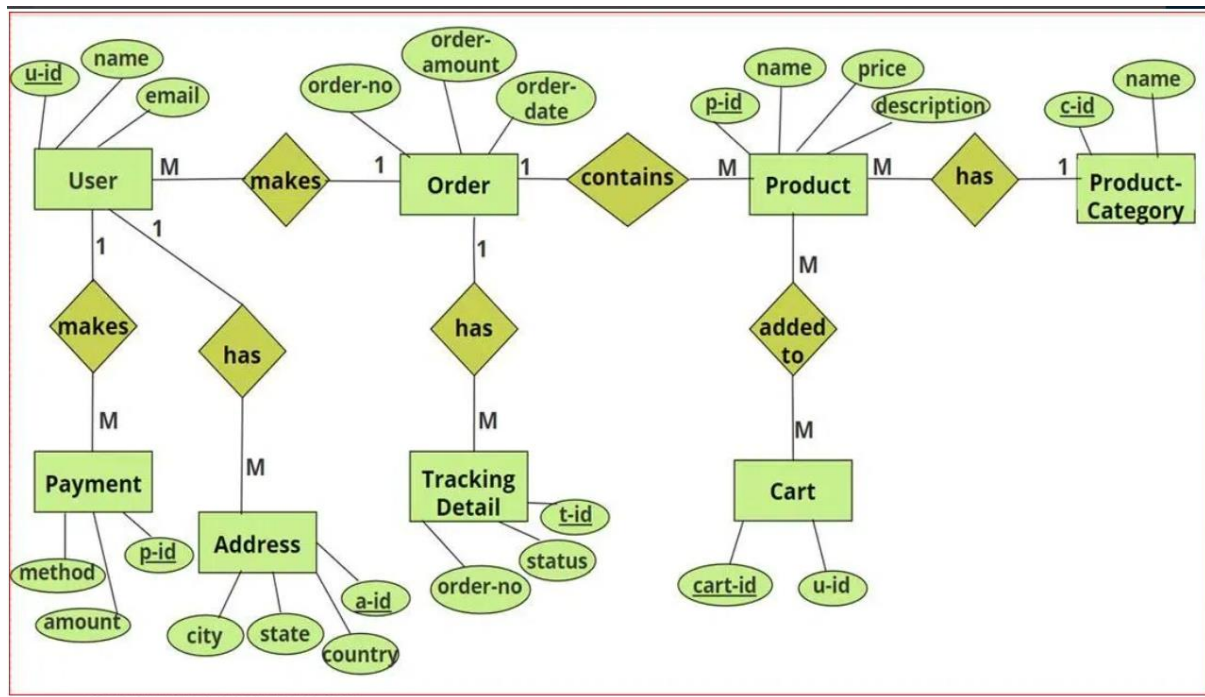 u-id
name
email
order-no
order-
amount
order-
date
p-id
name
price
description
c-id
name
User
M
makes
1
Order
1
contains
M
Product
M
has
1
Product-
Category
1
1
1
M
makes
has
has
added
to
M
M
M
M
Payment
Address
Tracking
Detail
Cart
method
amount
p-id
city
state
country
a-id
order-no
status
t-id
cart-id
u-id